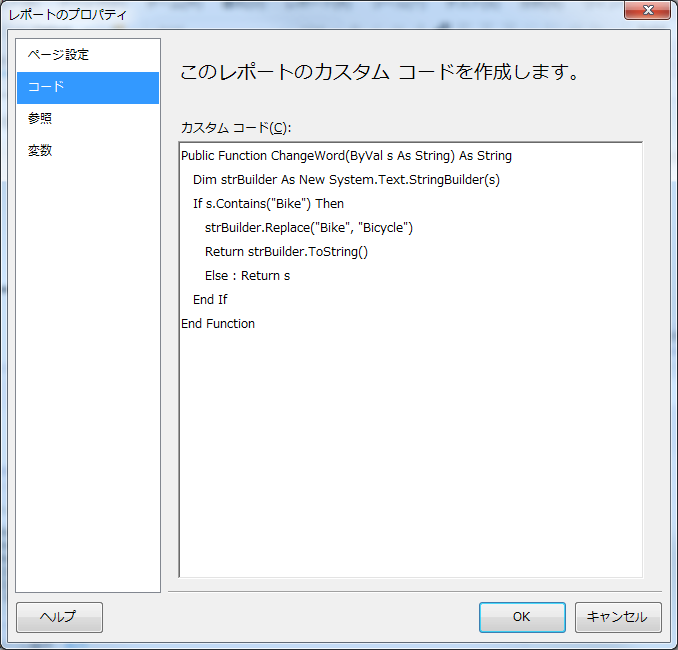 レポートのプロパティ
ページ設定
コード
参照
変数
このレポートのカスタム コードを作成します。
カスタム コード(C):
Public Function ChangeWord(ByVal s As String) As String
Dim strBuilder As New System.Text.StringBuilder(s)
If s.Contains("Bike") Then
strBuilder.Replace("Bike", "Bicycle")
Return strBuilder.ToString()
Else : Return s
End If
End Function
ヘルプ
OK
キャンセル